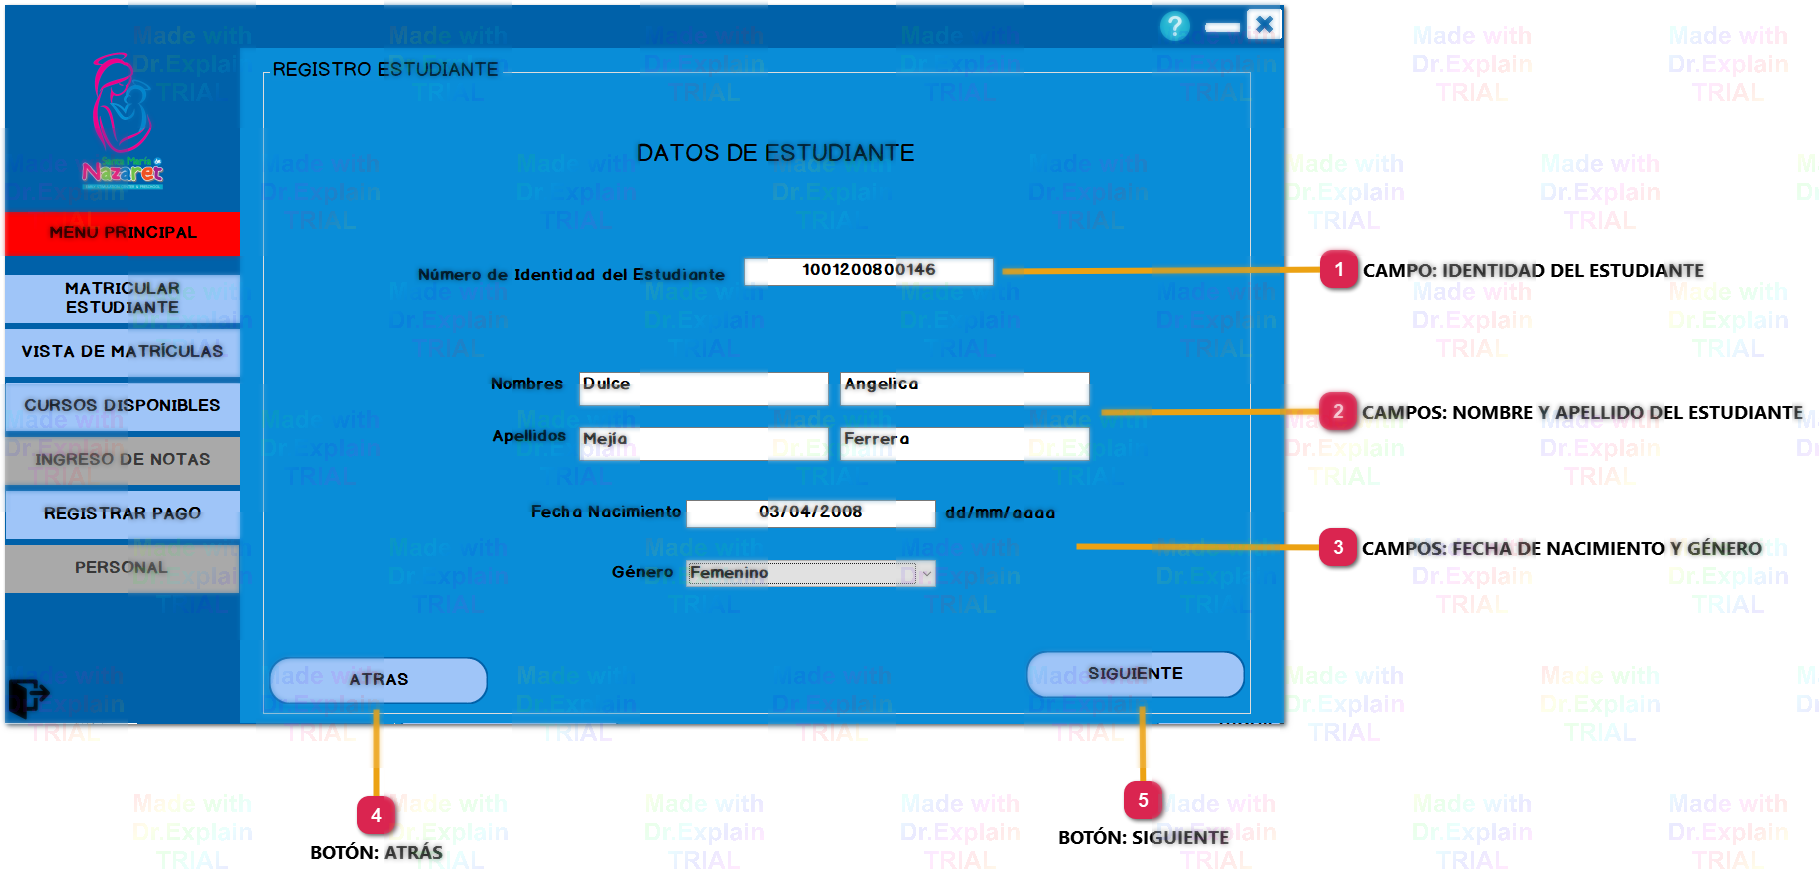 REGISTRO ESTUDIANTE
Santa María de
Nazaret
MENU PRINCIPAL
MATRICULAR
ESTUDIANTE
VISTA DE MATRÍCULAS
CURSOS DISPONIBLES
INGRESO DE NOTAS
REGISTRAR PAGO
PERSONAL
DATOS DE ESTUDIANTE
Número de Identidad del Estudiante 1001200800146
Nombres Dulce Angelica
Apellidos Mejía Ferrera
Fecha Nacimiento 03/04/2008 dd/mm/aaaa
Género Femenino
ATRAS
SIGUIENTE
1 CAMPO: IDENTIDAD DEL ESTUDIANTE
2 CAMPOS: NOMBRE Y APELLIDO DEL ESTUDIANTE
3 CAMPOS: FECHA DE NACIMIENTO Y GÉNERO
4
BOTÓN: ATRÁS
5
BOTÓN: SIGUIENTE
Made with
Dr.Explain
TRIAL